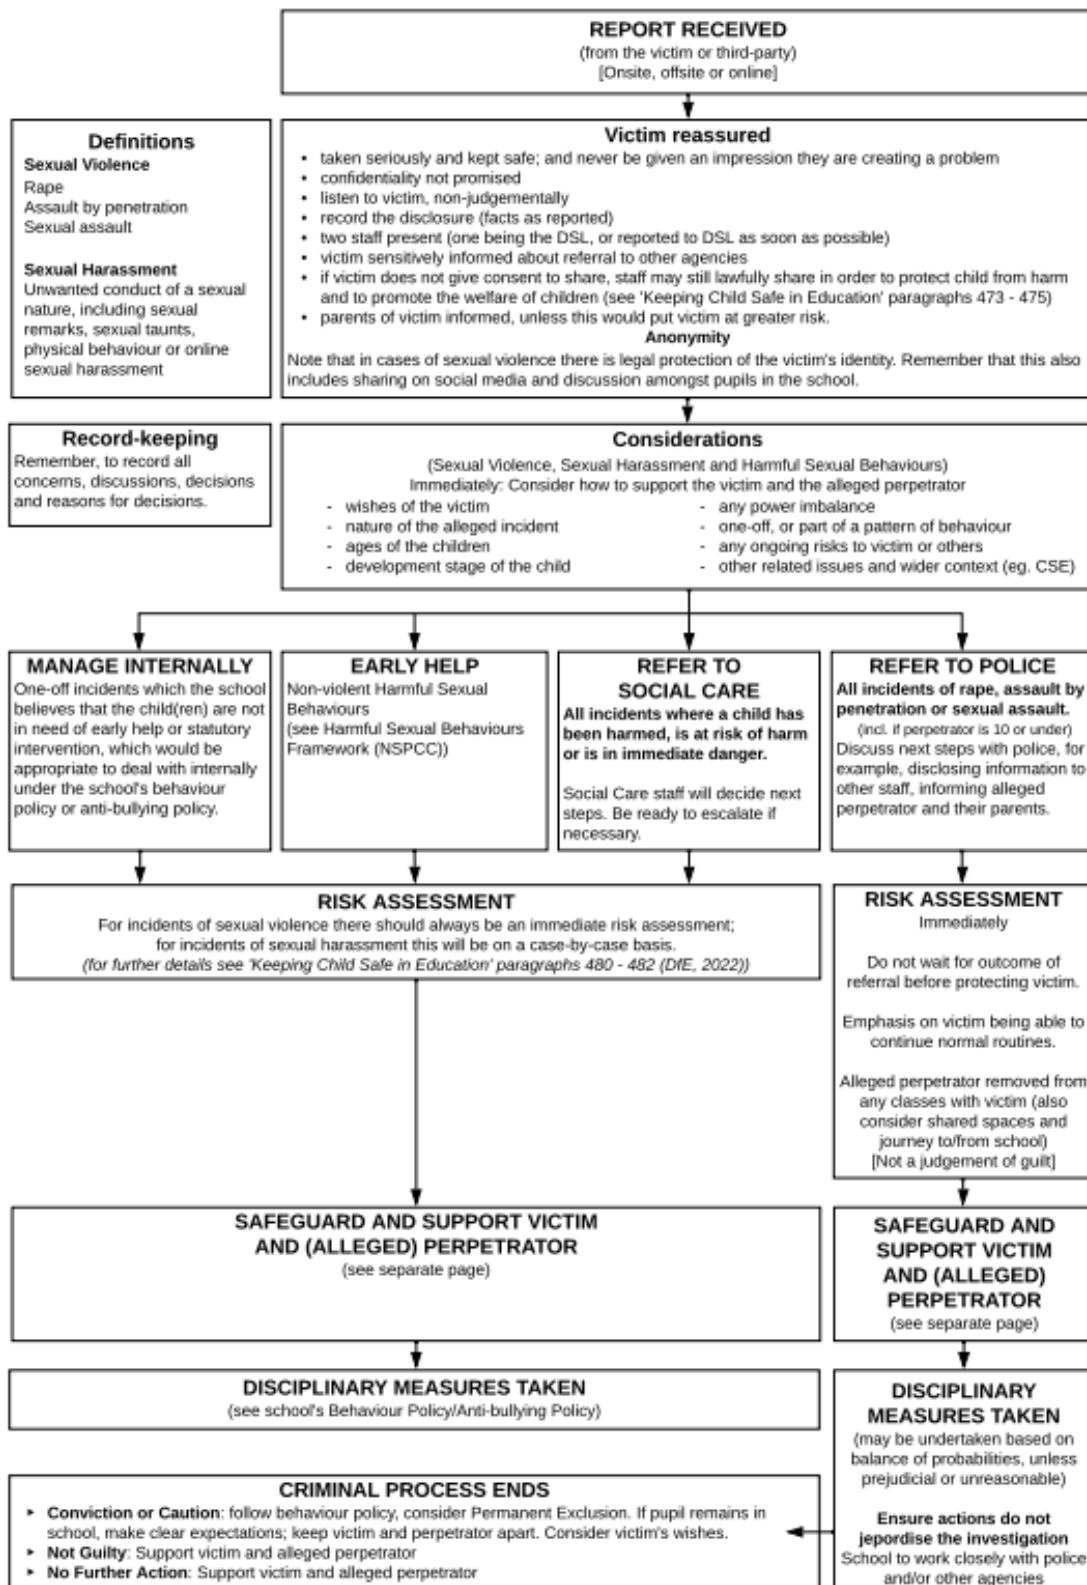 REPORT RECEIVED
(from the victim or third-party)
[Onsite, offsite or online]
Definitions
Sexual Violence
Rape
Assault by penetration
Sexual assault
Sexual Harassment
Unwanted conduct of a sexual
nature, including sexual
remarks, sexual taunts,
physical behaviour or online
sexual harassment
Victim reassured
• taken seriously and kept safe; and never be given an impression they are creating a problem
• confidentiality not promised
• listen to victim, non-judgementally
• record the disclosure (facts as reported)
• two staff present (one being the DSL, or reported to DSL as soon as possible)
• victim sensitively informed about referral to other agencies
• if victim does not give consent to share, staff may still lawfully share in order to protect child from harm
and to promote the welfare of children (see 'Keeping Child Safe in Education' paragraphs 473 - 475)
• parents of victim informed, unless this would put victim at greater risk.
Anonymity
Note that in cases of sexual violence there is legal protection of the victim's identity. Remember that this also
includes sharing on social media and discussion amongst pupils in the school.
Record-keeping
Remember, to record all
concerns, discussions, decisions
and reasons for decisions.
Considerations
(Sexual Violence, Sexual Harassment and Harmful Sexual Behaviours)
Immediately: Consider how to support the victim and the alleged perpetrator
- wishes of the victim
- nature of the alleged incident
- ages of the children
- development stage of the child
- any power imbalance
- one-off, or part of a pattern of behaviour
- any ongoing risks to victim or others
- other related issues and wider context (eg. CSE)
MANAGE INTERNALLY
One-off incidents which the school
believes that the child(ren) are not
in need of early help or statutory
intervention, which would be
appropriate to deal with internally
under the school's behaviour
policy or anti-bullying policy.
EARLY HELP
Non-violent Harmful Sexual
Behaviours
(see Harmful Sexual Behaviours
Framework (NSPCC))
REFER TO
SOCIAL CARE
All incidents where a child has
been harmed, is at risk of harm
or is in immediate danger.
Social Care staff will decide next
steps. Be ready to escalate if
necessary.
REFER TO POLICE
All incidents of rape, assault by
penetration or sexual assault.
(incl. if perpetrator is 10 or under)
Discuss next steps with police, for
example, disclosing information to
other staff, informing alleged
perpetrator and their parents.
RISK ASSESSMENT
For incidents of sexual violence there should always be an immediate risk assessment;
for incidents of sexual harassment this will be on a case-by-case basis.
(for further details see 'Keeping Child Safe in Education' paragraphs 480 - 482 (DfE, 2022))
RISK ASSESSMENT
Immediately
Do not wait for outcome of
referral before protecting victim.
Emphasis on victim being able to
continue normal routines.
Alleged perpetrator removed from
any classes with victim (also
consider shared spaces and
journey to/from school)
[Not a judgement of guilt]
SAFEGUARD AND SUPPORT VICTIM
AND (ALLEGED) PERPETRATOR
(see separate page)
SAFEGUARD AND
SUPPORT VICTIM
AND (ALLEGED)
PERPETRATOR
(see separate page)
DISCIPLINARY MEASURES TAKEN
(see school's Behaviour Policy/Anti-bullying Policy)
DISCIPLINARY
MEASURES TAKEN
(may be undertaken based on
balance of probabilities, unless
prejudicial or unreasonable)
Ensure actions do not
jepordise the investigation
School to work closely with police
and/or other agencies
CRIMINAL PROCESS ENDS
▸ Conviction or Caution: follow behaviour policy, consider Permanent Exclusion. If pupil remains in
school, make clear expectations; keep victim and perpetrator apart. Consider victim's wishes.
▸ Not Guilty: Support victim and alleged perpetrator
▸ No Further Action: Support victim and alleged perpetrator